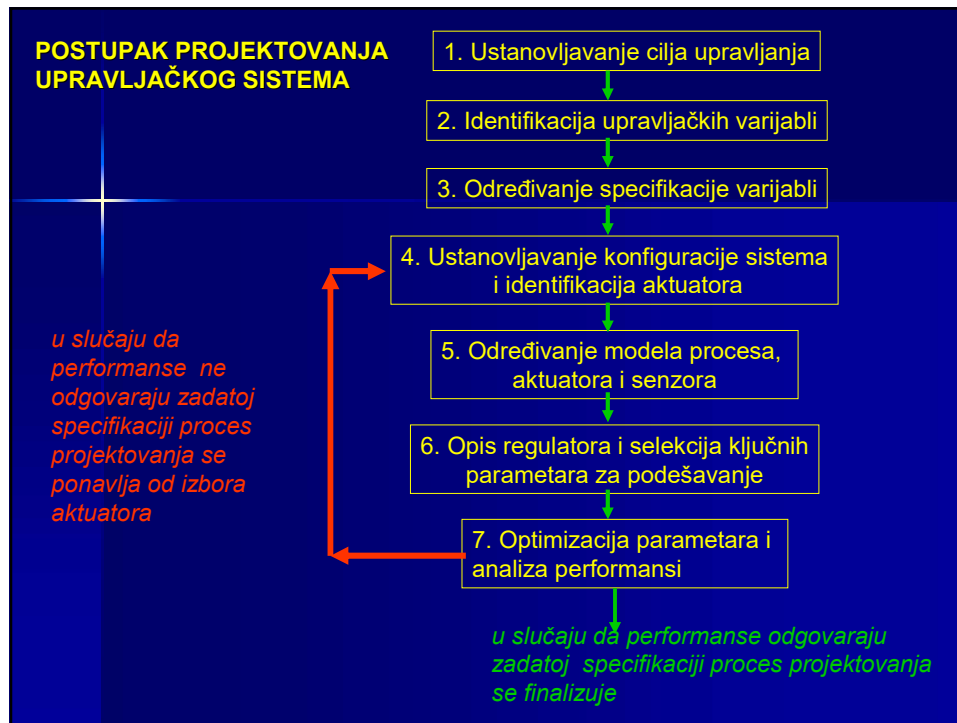 POSTUPAK PROJEKTOVANJA
UPRAVLJAČKOG SISTEMA
1. Ustanovljavanje cilja upravljanja
2. Identifikacija upravljačkih varijabli
3. Određivanje specifikacije varijabli
4. Ustanovljavanje konfiguracije sistema
i identifikacija aktuatora
5. Određivanje modela procesa,
aktuatora i senzora
6. Opis regulatora i selekcija ključnih
parametara za podešavanje
7. Optimizacija parametara i
analiza performansi
u slučaju da
performanse ne
odgovaraju zadatoj
specifikaciji proces
projektovanja se
ponavlja od izbora
aktuatora
u slučaju da performanse odgovaraju
zadatoj specifikaciji proces projektovanja
se finalizuje